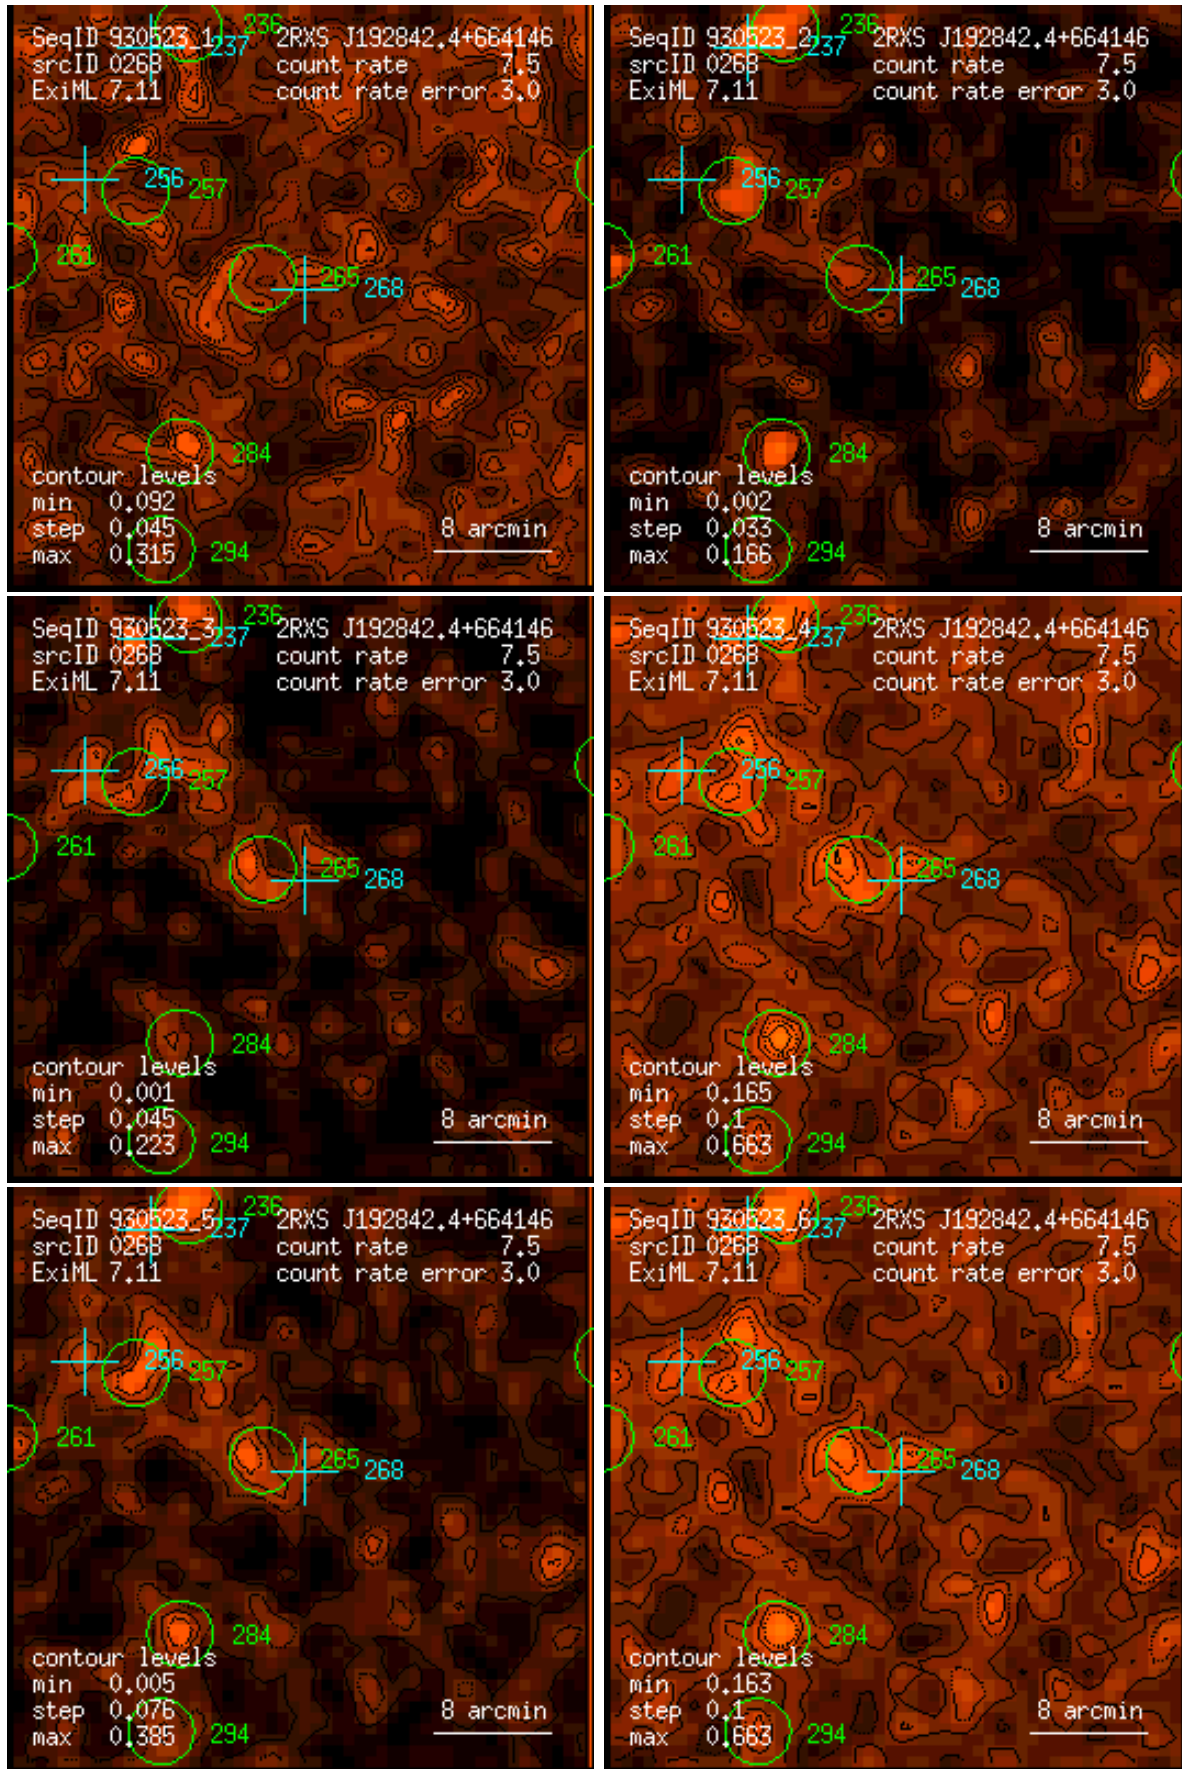 236
SeqID 930523_1 237 2RXS J192842.4+664146
srcID 0268 count rate 7.5
ExiML 7.11 count rate error 3.0
256 257
261
265 268
284
contour levels
min 0.092
step 0.045 8 arcmin
max 0.315 294
236
SeqID 930523_2 237 2RXS J192842.4+664146
srcID 0268 count rate 7.5
ExiML 7.11 count rate error 3.0
256 257
261
265 268
284
contour levels
min 0.002
step 0.033 8 arcmin
max 0.166 294
236
SeqID 930523_3 237 2RXS J192842.4+664146
srcID 0268 count rate 7.5
ExiML 7.11 count rate error 3.0
256 257
261
265 268
284
contour levels
min 0.001
step 0.045 8 arcmin
max 0.223 294
236
SeqID 930523_4 237 2RXS J192842.4+664146
srcID 0268 count rate 7.5
ExiML 7.11 count rate error 3.0
256 257
261
265 268
284
contour levels
min 0.165
step 0.1 8 arcmin
max 0.663 294
236
SeqID 930523_5 237 2RXS J192842.4+664146
srcID 0268 count rate 7.5
ExiML 7.11 count rate error 3.0
256 257
261
265 268
284
contour levels
min 0.005
step 0.076 8 arcmin
max 0.385 294
236
SeqID 930523_6 237 2RXS J192842.4+664146
srcID 0268 count rate 7.5
ExiML 7.11 count rate error 3.0
256 257
261
265 268
284
contour levels
min 0.163
step 0.1 8 arcmin
max 0.663 294